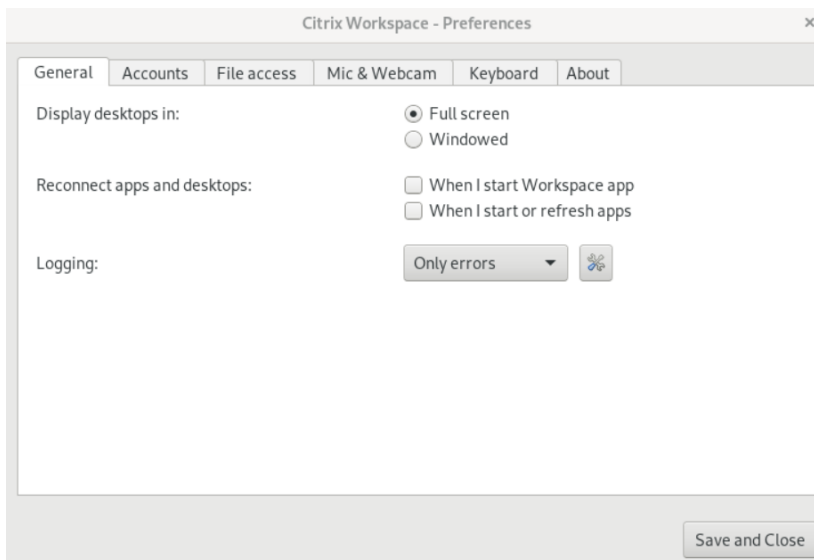 Citrix Workspace - Preferences ×
General Accounts File access Mic & Webcam Keyboard About
Display desktops in: Full screen
Windowed
Reconnect apps and desktops: When I start Workspace app
When I start or refresh apps
Logging: Only errors
Save and Close